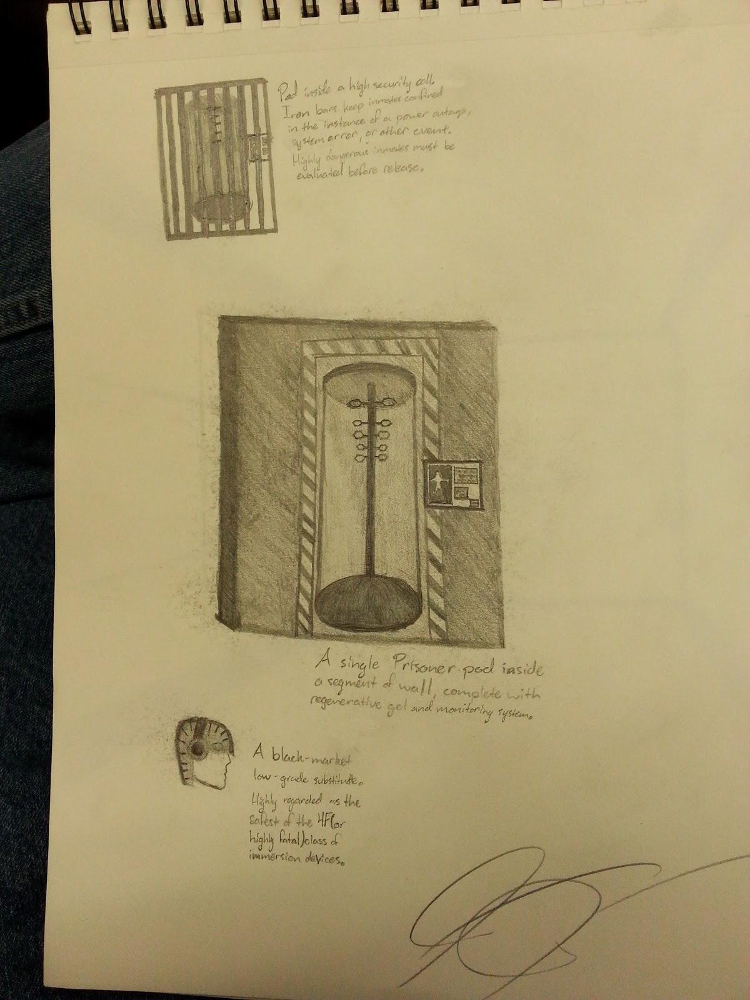 Pod inside a high security cell.
Iron bars keep inmates confined
in the instance of a power outage,
system error, or other event.
Highly dangerous inmates must be
evaluated before release.
A single Prisoner pod inside
a segment of wall, complete with
regenerative gel and monitoring system.
A black-market
low-grade substitute.
Highly regarded as the
safest of the 4F(or
highly fatal)class of
immersion devices.